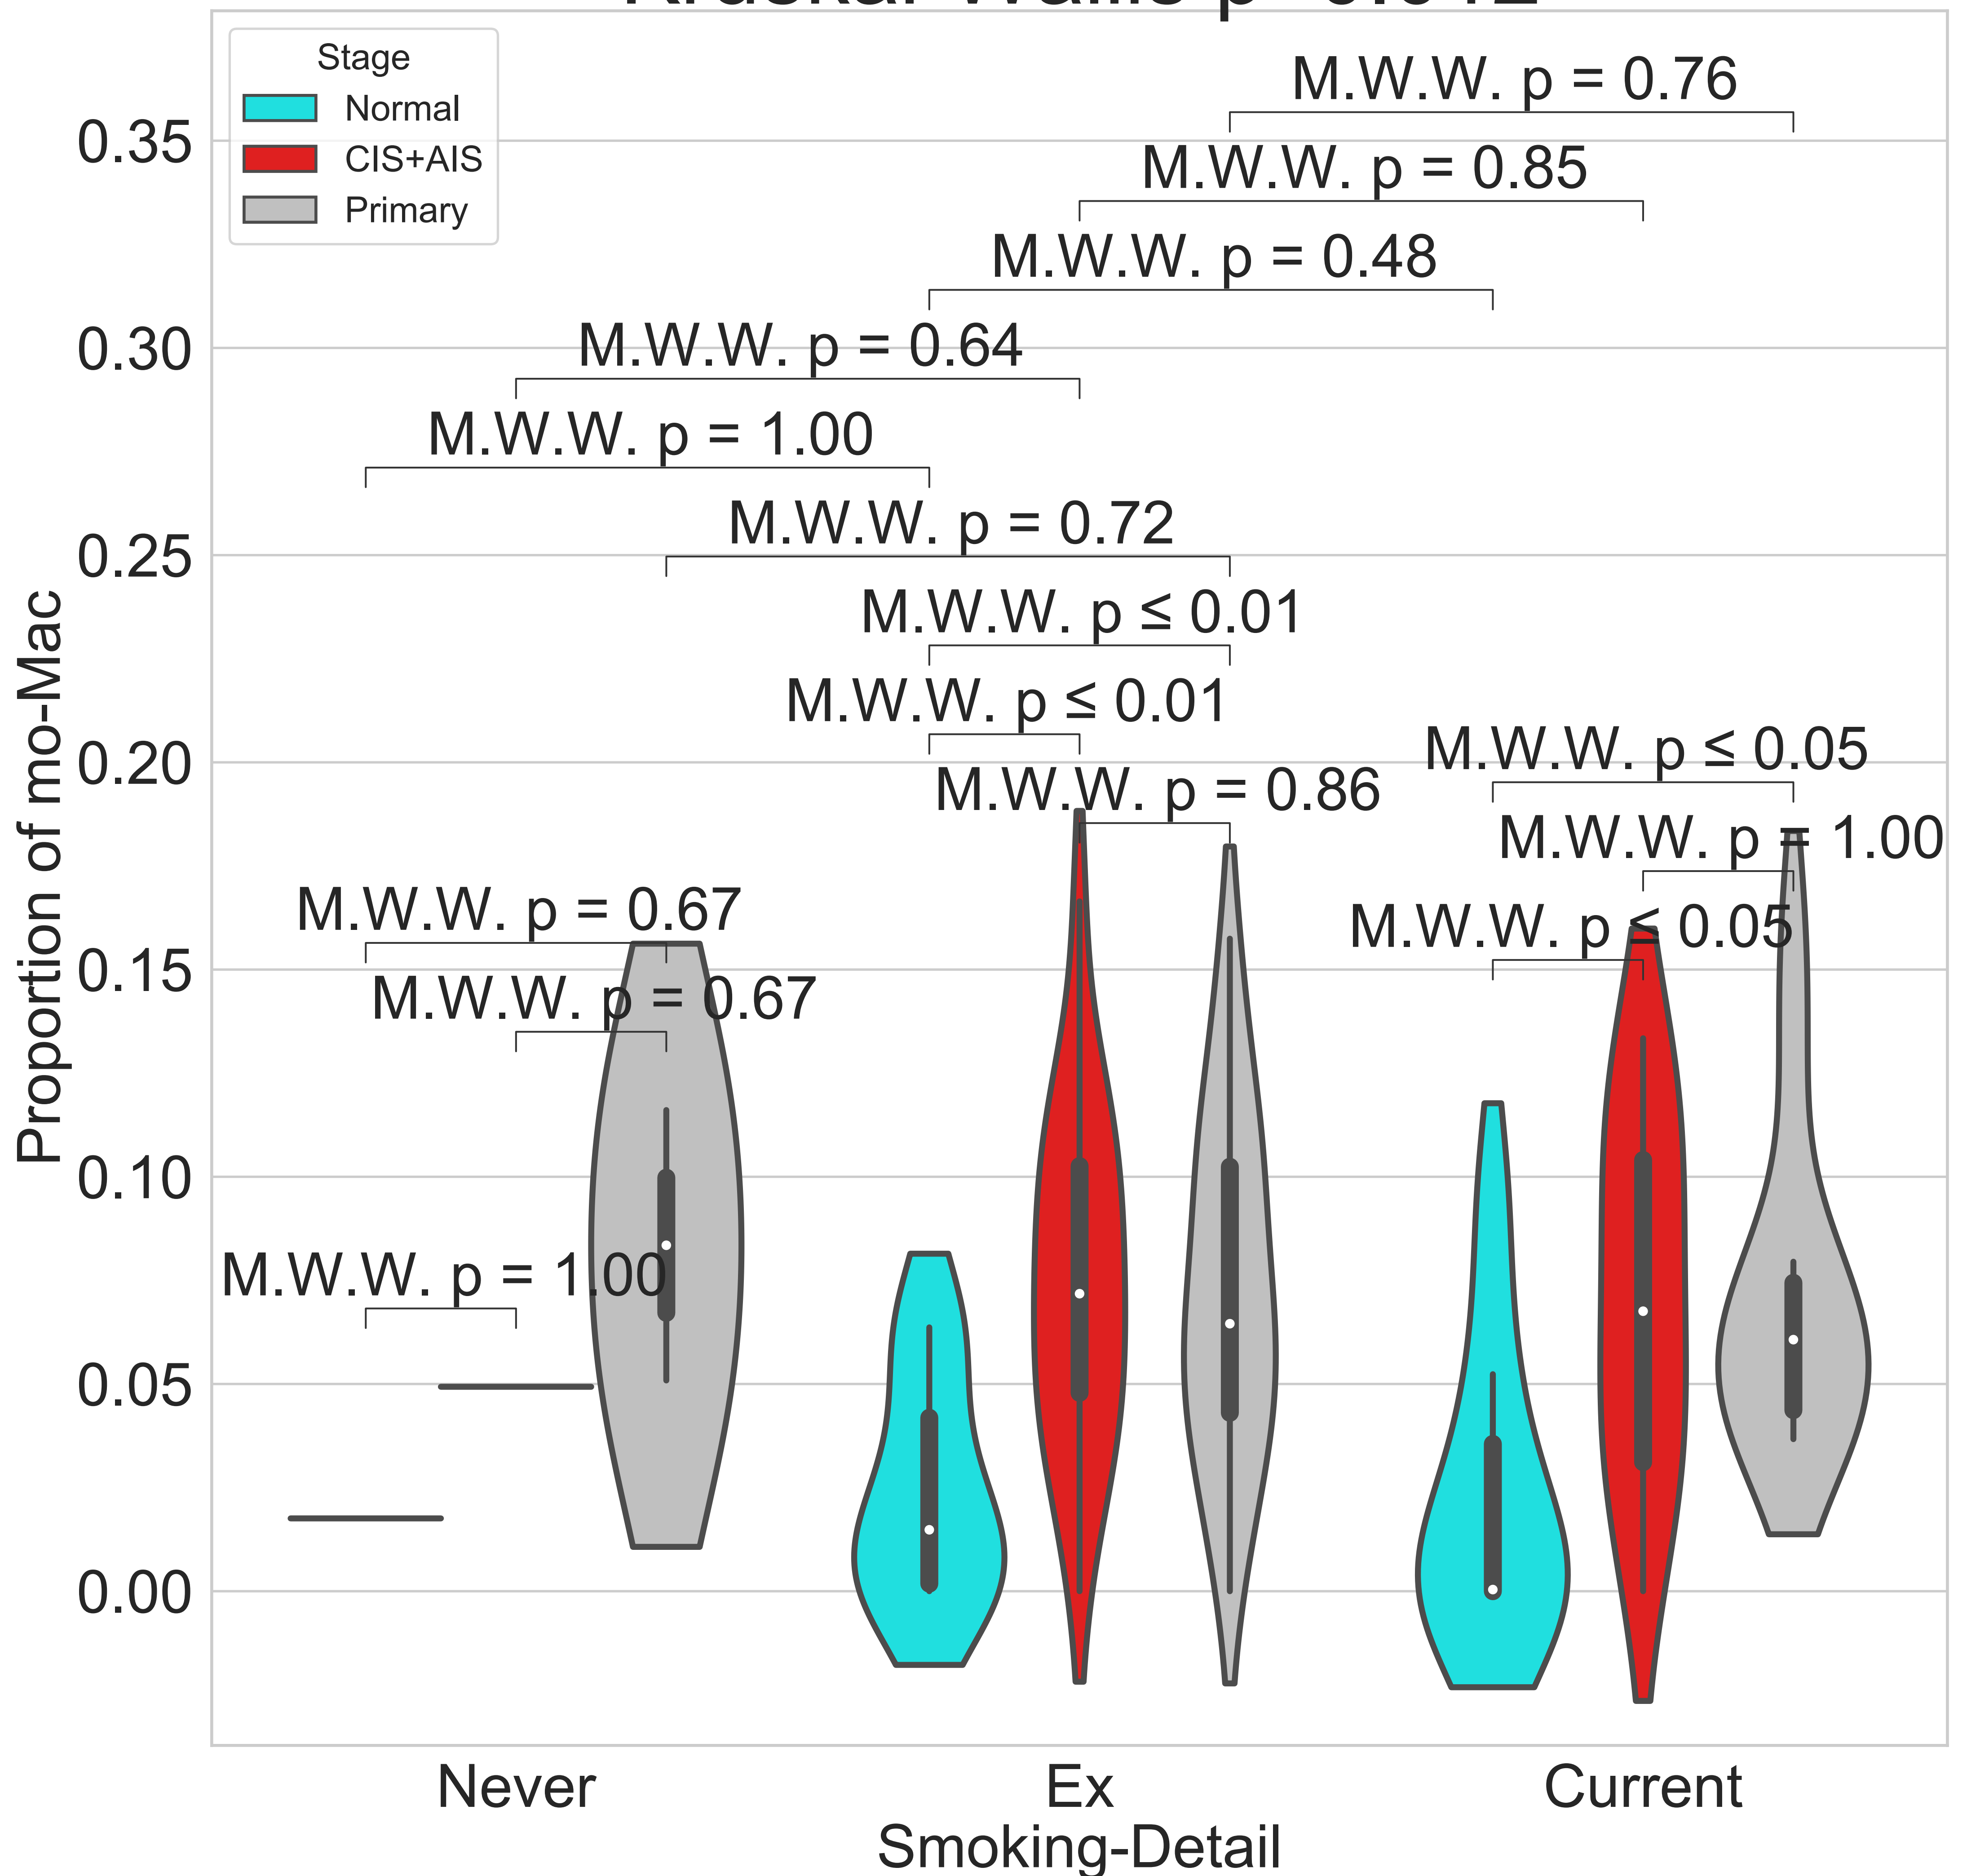 Stage
Normal
CIS+AIS
Primary
M.W.W. p = 0.76
M.W.W. p = 0.85
M.W.W. p = 0.48
M.W.W. p = 0.64
M.W.W. p = 1.00
M.W.W. p = 0.72
M.W.W. p ≤ 0.01
M.W.W. p ≤ 0.01
M.W.W. p = 0.86
M.W.W. p ≤ 0.05
M.W.W. p = 1.00
M.W.W. p ≤ 0.05
M.W.W. p = 0.67
M.W.W. p = 0.67
M.W.W. p = 1.00
0.35
0.30
0.25
0.20
0.15
0.10
0.05
0.00
Proportion of mo-Mac
Never
Ex
Current
Smoking-Detail